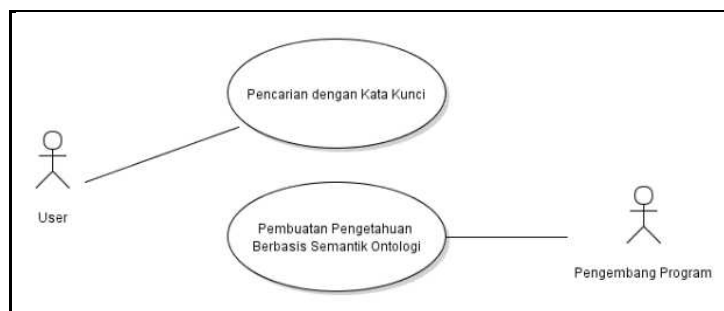 Pencarian dengan Kata Kunci
User
Pembuatan Pengetahuan
Berbasis Semantik Ontologi
Pengembang Program